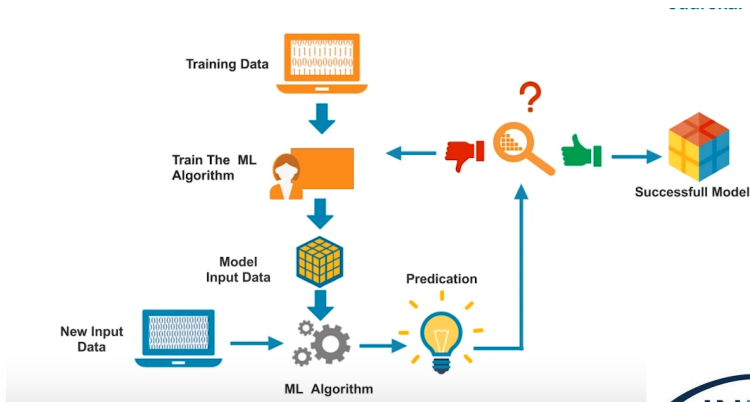 Training Data
?
Train The ML
Algorithm
Successfull Model
Model
Input Data
Predication
New Input
Data
ML Algorithm